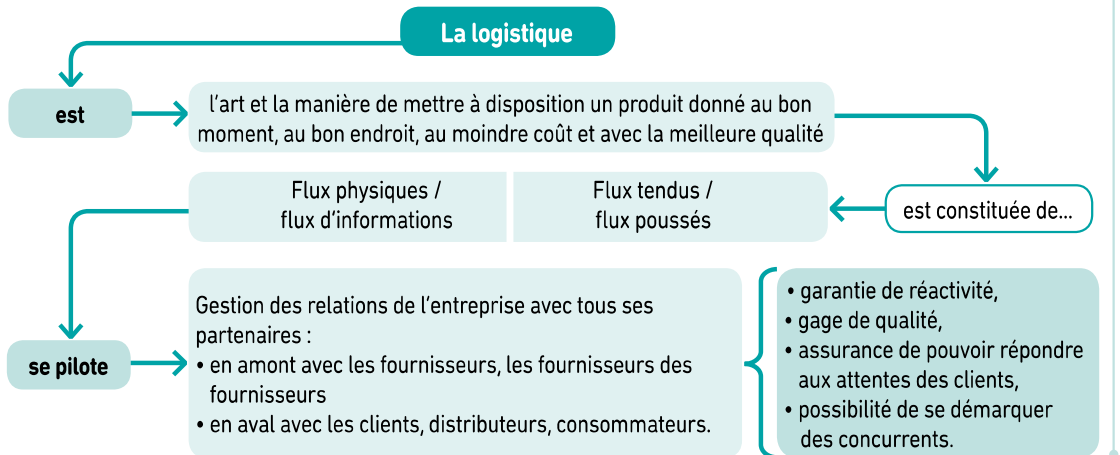 La logistique
est
l’art et la manière de mettre à disposition un produit donné au bon
moment, au bon endroit, au moindre coût et avec la meilleure qualité
est constituée de...
Flux physiques /
flux d’informations
Flux tendus /
flux poussés
se pilote
Gestion des relations de l’entreprise avec tous ses
partenaires :
• en amont avec les fournisseurs, les fournisseurs des
fournisseurs
• en aval avec les clients, distributeurs, consommateurs.
• garantie de réactivité,
• gage de qualité,
• assurance de pouvoir répondre
aux attentes des clients,
• possibilité de se démarquer
des concurrents.